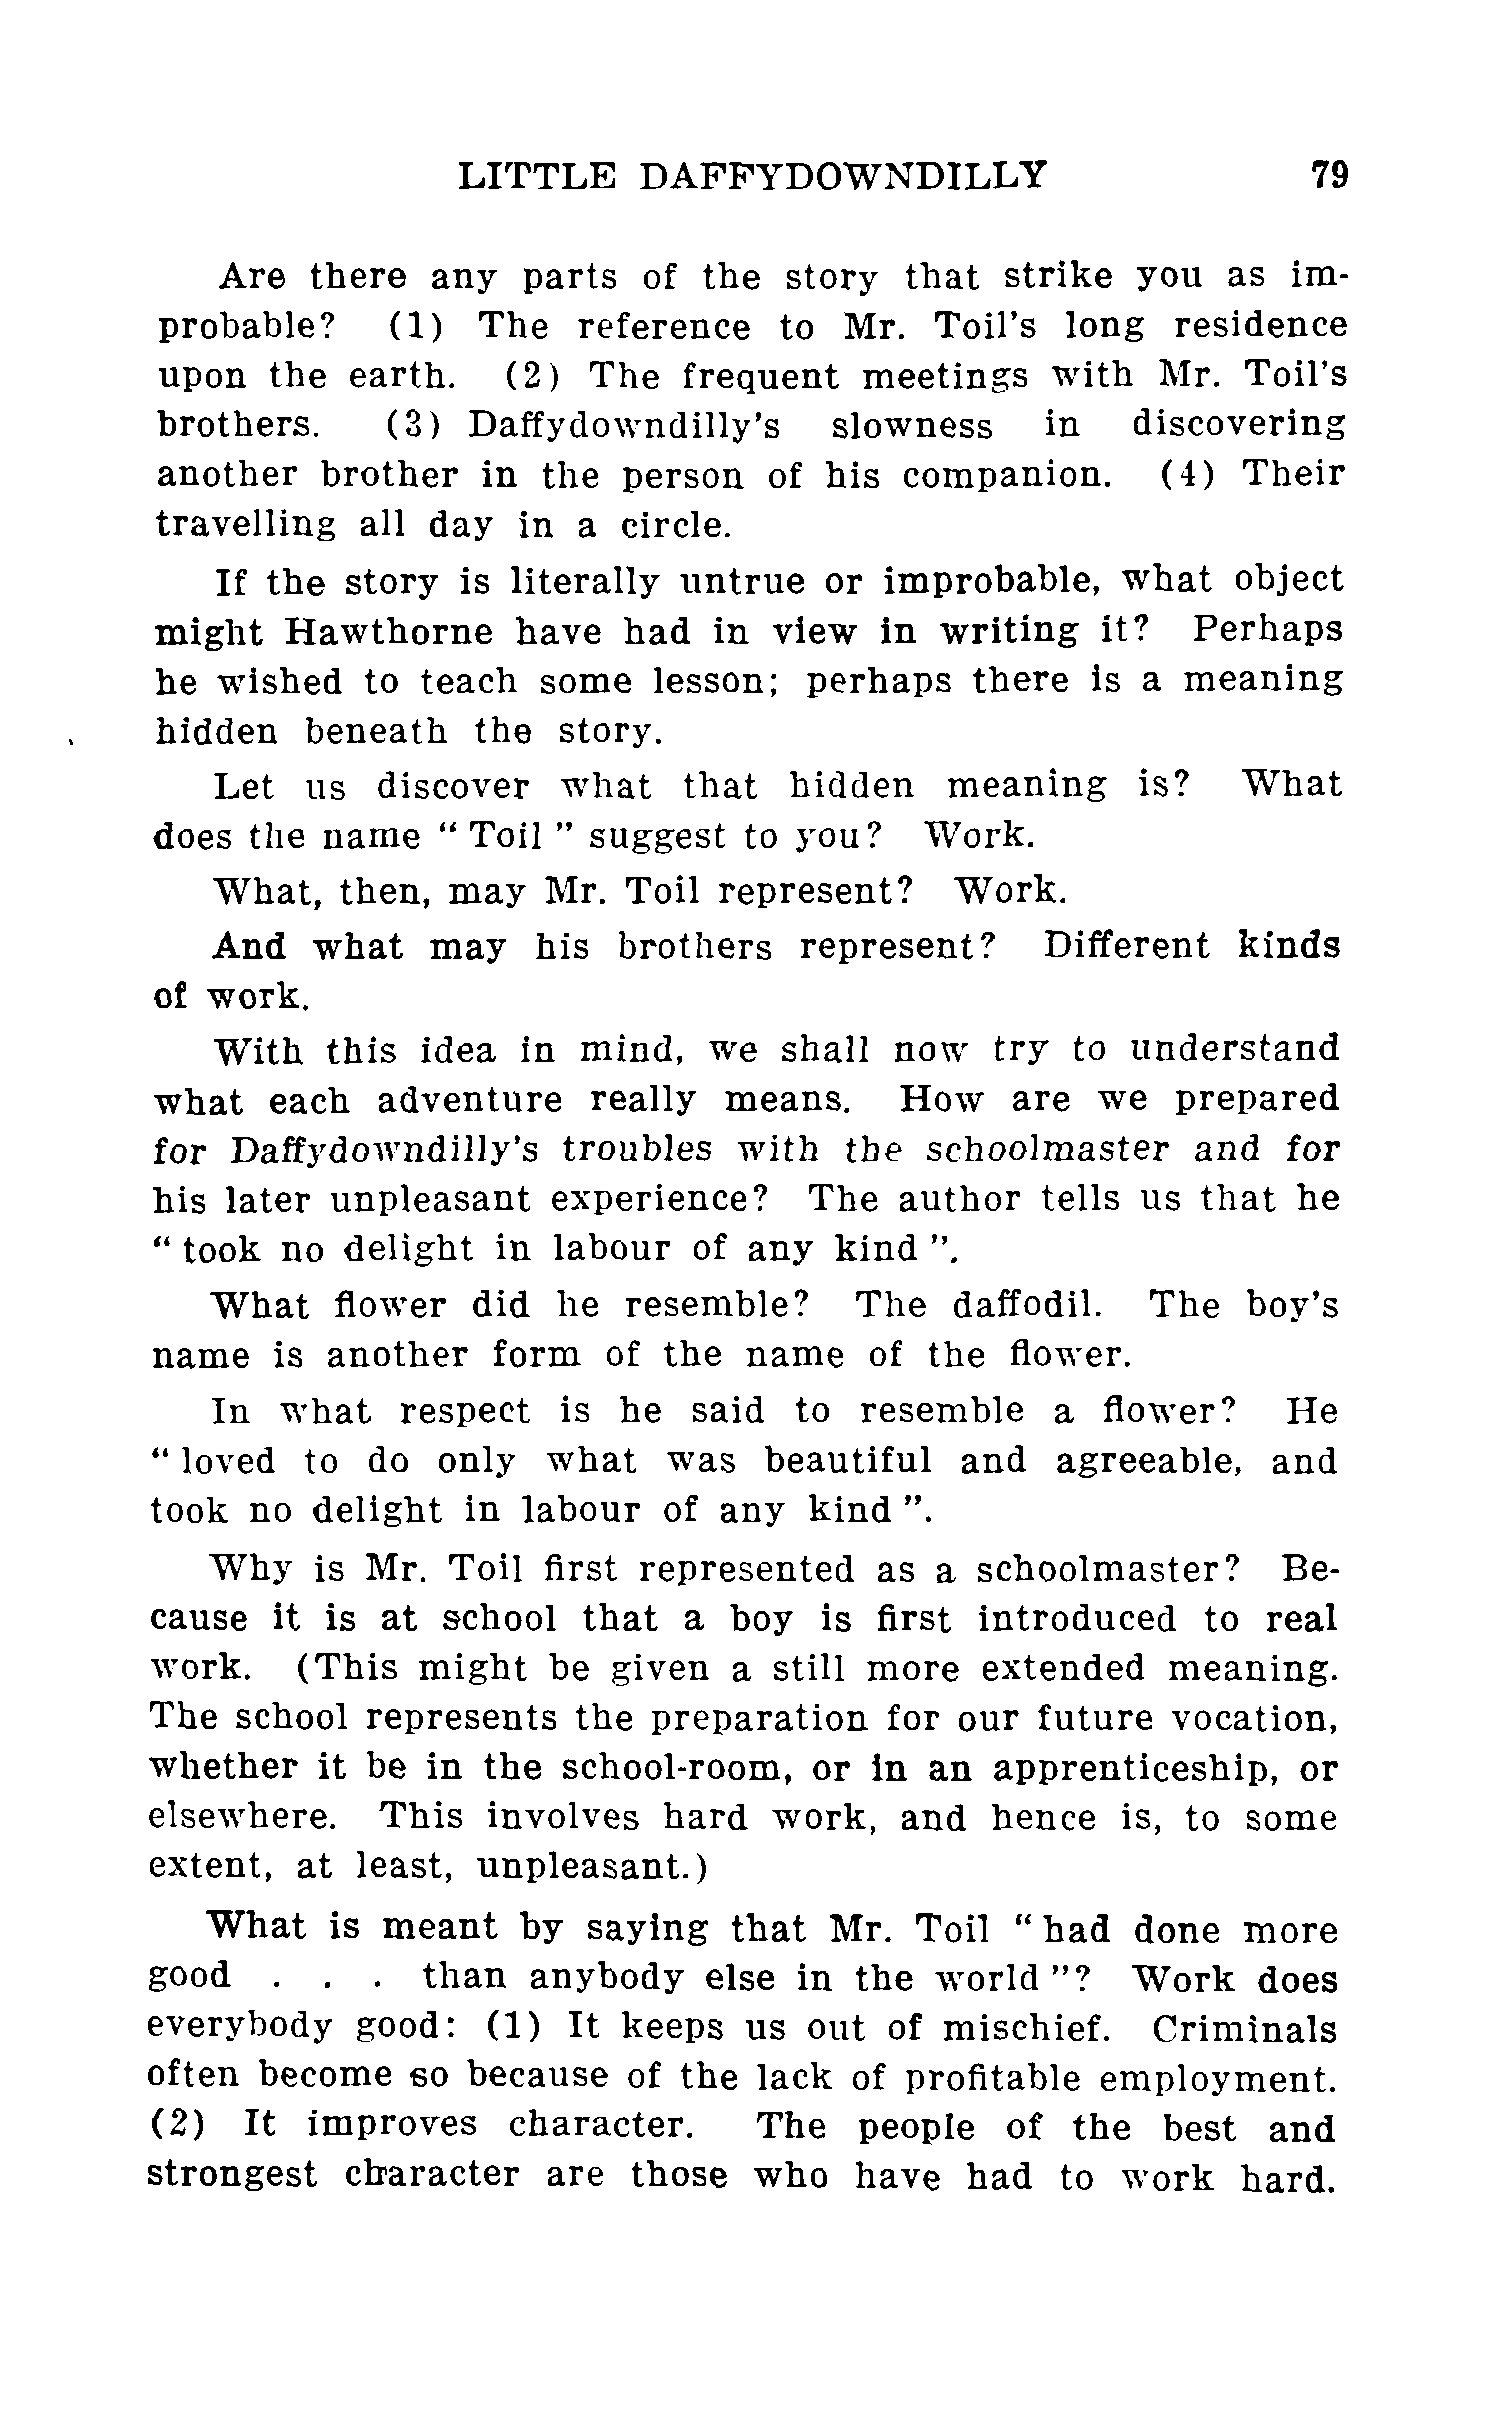 LITTLE DAFFYDOWNDILLY 79
Are there any parts of the story that strike you as im-
probable? (1) The reference to Mr. Toil's long residence
upon the earth. (2) The frequent meetings with Mr. Toil's
brothers. (3) Daffydowndilly's slowness in discovering
another brother in the person of his companion. (4) Their
travelling all day in a circle.
If the story is literally untrue or improbable, what object
might Hawthorne have had in view in writing it? Perhaps
he wished to teach some lesson; perhaps there is a meaning
hidden beneath the story.
Let us discover what that hidden meaning is? What
does the name " Toil " suggest to you? Work.
What, then, may Mr. Toil represent? Work.
And what may his brothers represent? Different kinds
of work.
With this idea in mind, we shall now try to understand
what each adventure really means. How are we prepared
for Daffydowndilly's troubles with the schoolmaster and for
his later unpleasant experience? The author tells us that he
" took no delight in labour of any kind ".
What flower did he resemble? The daffodil. The boy's
name is another form of the name of the flower.
In what respect is he said to resemble a flower? He
" loved to do only what was beautiful and agreeable, and
took no delight in labour of any kind ".
Why is Mr. Toil first represented as a schoolmaster? Be-
cause it is at school that a boy is first introduced to real
work. (This might be given a still more extended meaning.
The school represents the preparation for our future vocation,
whether it be in the school-room, or in an apprenticeship, or
elsewhere. This involves hard work, and hence is, to some
extent, at least, unpleasant.)
What is meant by saying that Mr. Toil " had done more
good . . . than anybody else in the world "? Work does
everybody good: (1) It keeps us out of mischief. Criminals
often become so because of the lack of profitable employment.
(2) It improves character. The people of the best and
strongest character are those who have had to work hard.